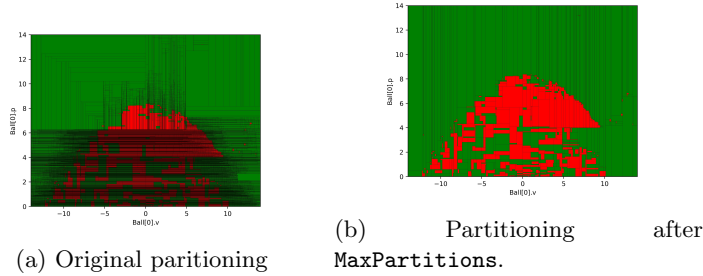 14
12
10
8
6
4
2
0
Ball[0].p
−10 −5 0 5 10
Ball[0].v
(a) Original paritioning
14
12
10
8
6
4
2
0
Ball[0].p
−10 −5 0 5 10
Ball[0].v
(b) Partitioning after
MaxPartitions.